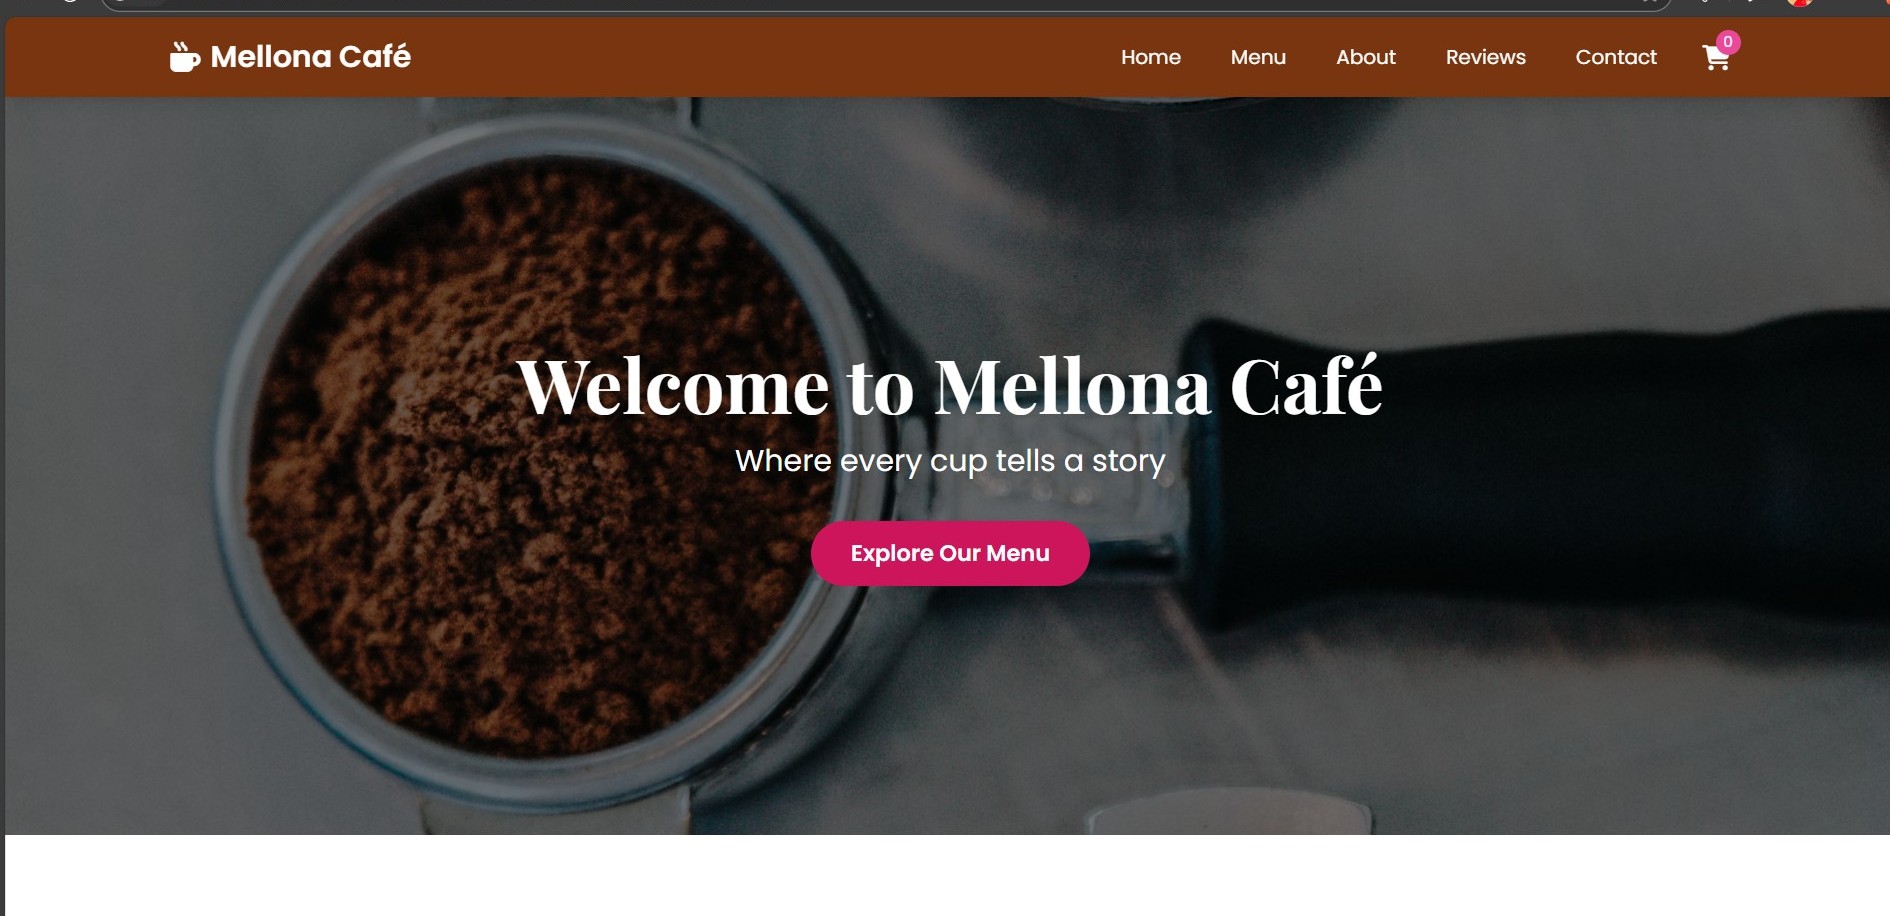 Mellona Café
Home Menu About Reviews Contact 0
Welcome to Mellona Café
Where every cup tells a story
Explore Our Menu